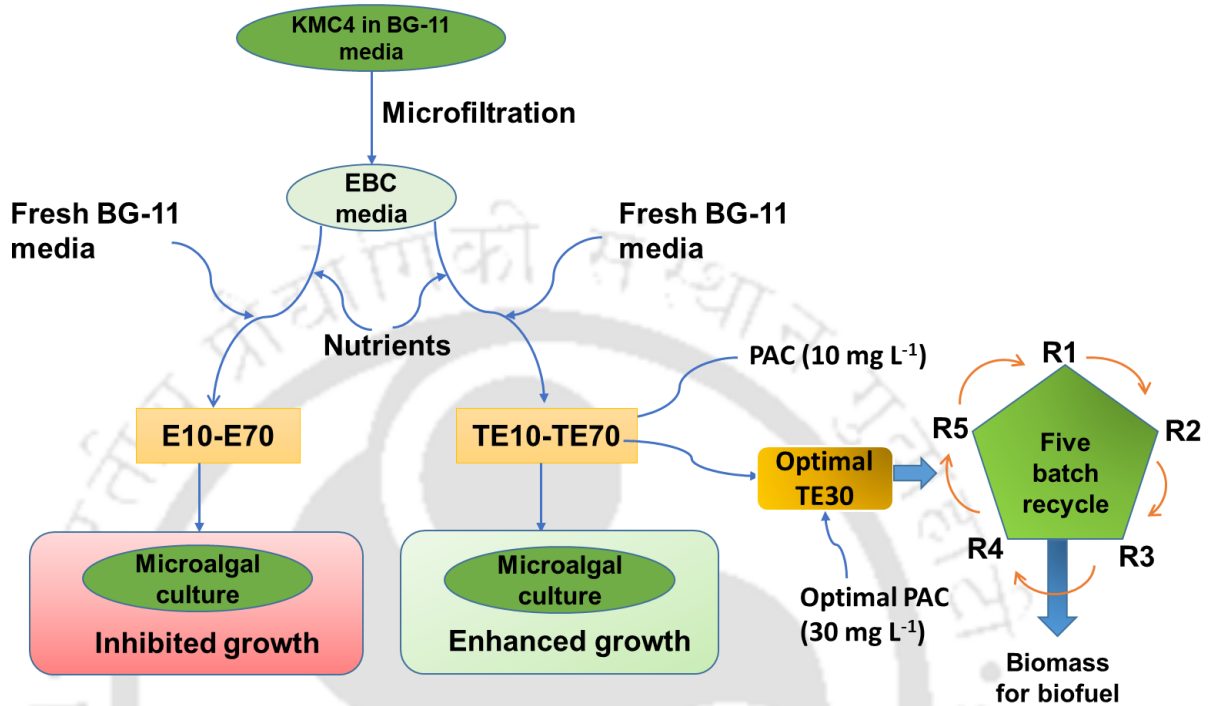 KMC4 in BG-11
media
Microfiltration
EBC
media
Fresh BG-11
media
Fresh BG-11
media
Nutrients
PAC (10 mg L-1)
E10-E70
TE10-TE70
Optimal
TE30
R1
R2
R3
R4
R5
Five
batch
recycle
Microalgal
culture
Inhibited growth
Microalgal
culture
Enhanced growth
Optimal PAC
(30 mg L-1)
Biomass
for biofuel